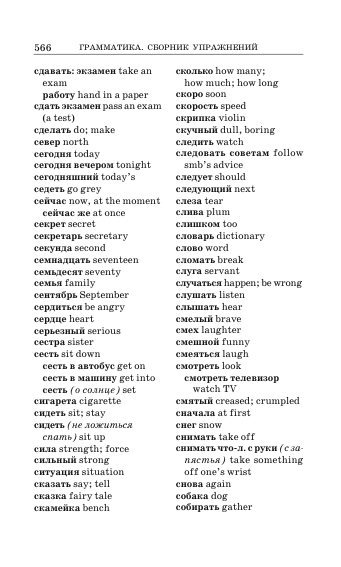 566 ГРАММАТИКА. СБОРНИК УПРАЖНЕНИЙ
сдавать: экзамен take an
exam
работу hand in a paper
сдать экзамен pass an exam
(a test)
сделать do; make
север north
сегодня today
сегодня вечером tonight
сегодняшний today's
седеть go grey
сейчас now, at the moment
сейчас же at once
секрет secret
секретарь secretary
секунда second
семнадцать seventeen
семьдесят seventy
семья family
сентябрь September
сердиться be angry
сердце heart
серьезный serious
сестра sister
сесть sit down
сесть в автобус get on
сесть в машину get into
сесть (о солнце) set
сигарета cigarette
сидеть sit; stay
сидеть (не ложиться
спать) sit up
сила strength; force
сильный strong
ситуация situation
сказать say; tell
сказка fairy tale
скамейка bench
сколько how many;
how much; how long
скоро soon
скорость speed
скрипка violin
скучный dull, boring
следить watch
следовать советам follow
smb's advice
следует should
следующий next
слеза tear
слива plum
слишком too
словарь dictionary
слово word
сломать break
слуга servant
случаться happen; be wrong
слушать listen
слышать hear
смелый brave
смех laughter
смешной funny
смеяться laugh
смотреть look
смотреть телевизор
watch TV
смятый creased; crumpled
сначала at first
снег snow
снимать take off
снимать что-л. с руки (с за-
пястья) take something
off one's wrist
снова again
собака dog
собирать gather